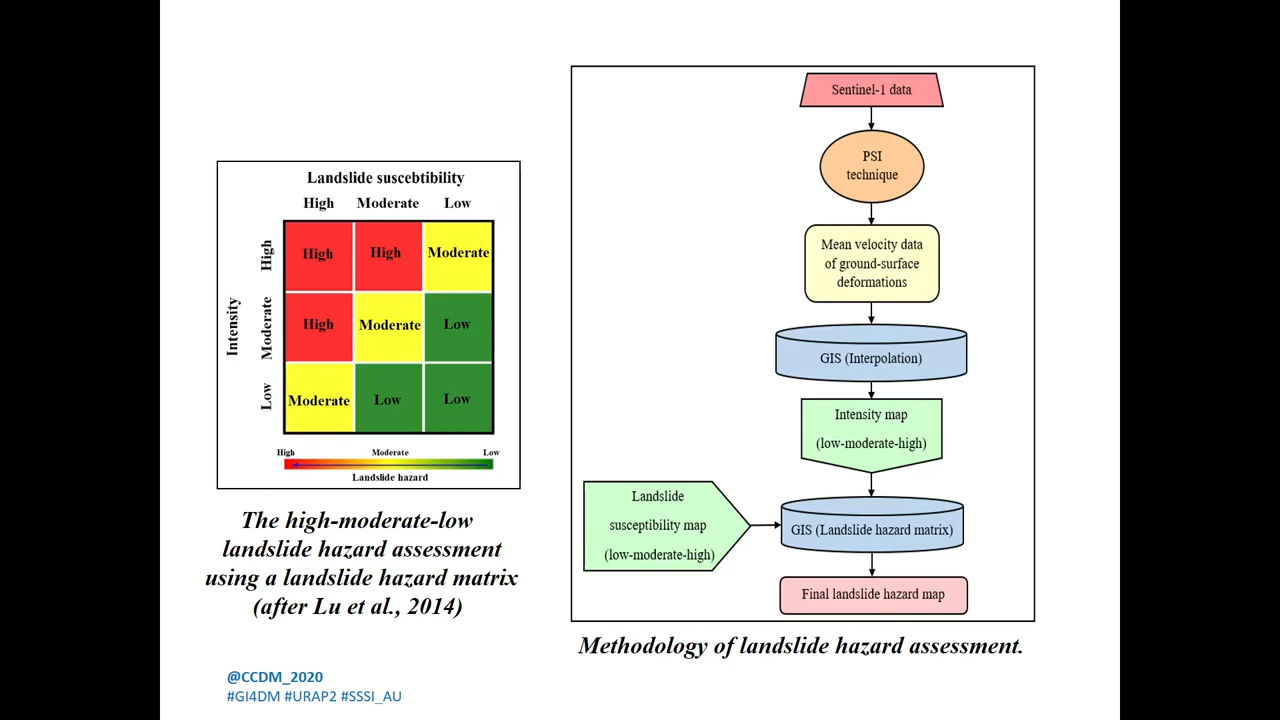 Landslide suscebtibility
High Moderate Low
Intensity
High
Moderate
Low
High High Moderate
High Moderate Low
Moderate Low Low
High Moderate Low
Landslide hazard
The high-moderate-low
landslide hazard assessment
using a landslide hazard matrix
(after Lu et al., 2014)
Sentinel-1 data
PSI
technique
Mean velocity data
of ground-surface
deformations
GIS (Interpolation)
Intensity map
(low-moderate-high)
Landslide
susceptibility map
(low-moderate-high)
GIS (Landslide hazard matrix)
Final landslide hazard map
Methodology of landslide hazard assessment.
@CCDM_2020
#GI4DM #URAP2 #SSSI_AU